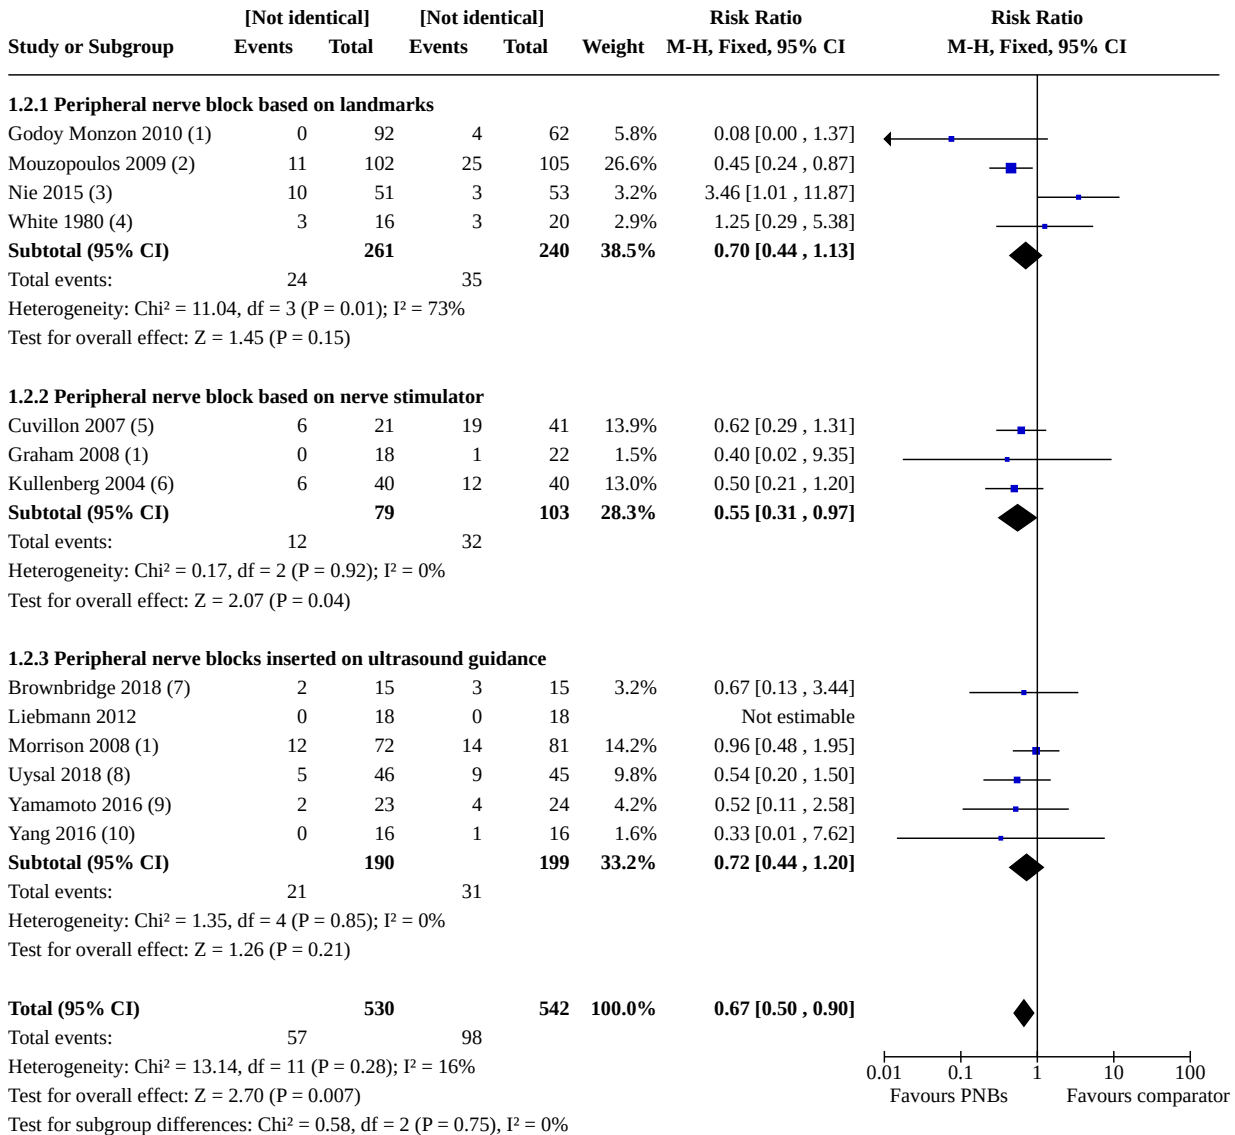 [Not identical] [Not identical] Risk Ratio Risk Ratio
Study or Subgroup Events Total Events Total Weight M-H, Fixed, 95% CI M-H, Fixed, 95% CI
1.2.1 Peripheral nerve block based on landmarks
Godoy Monzon 2010 (1) 0 92 4 62 5.8% 0.08 [0.00 , 1.37]
Mouzopoulos 2009 (2) 11 102 25 105 26.6% 0.45 [0.24 , 0.87]
Nie 2015 (3) 10 51 3 53 3.2% 3.46 [1.01 , 11.87]
White 1980 (4) 3 16 3 20 2.9% 1.25 [0.29 , 5.38]
Subtotal (95% CI) 261 240 38.5% 0.70 [0.44 , 1.13]
Total events: 24 35
Heterogeneity: Chi² = 11.04, df = 3 (P = 0.01); I² = 73%
Test for overall effect: Z = 1.45 (P = 0.15)
1.2.2 Peripheral nerve block based on nerve stimulator
Cuvillon 2007 (5) 6 21 19 41 13.9% 0.62 [0.29 , 1.31]
Graham 2008 (1) 0 18 1 22 1.5% 0.40 [0.02 , 9.35]
Kullenberg 2004 (6) 6 40 12 40 13.0% 0.50 [0.21 , 1.20]
Subtotal (95% CI) 79 103 28.3% 0.55 [0.31 , 0.97]
Total events: 12 32
Heterogeneity: Chi² = 0.17, df = 2 (P = 0.92); I² = 0%
Test for overall effect: Z = 2.07 (P = 0.04)
1.2.3 Peripheral nerve blocks inserted on ultrasound guidance
Brownbridge 2018 (7) 2 15 3 15 3.2% 0.67 [0.13 , 3.44]
Liebmann 2012 0 18 0 18 Not estimable
Morrison 2008 (1) 12 72 14 81 14.2% 0.96 [0.48 , 1.95]
Uysal 2018 (8) 5 46 9 45 9.8% 0.54 [0.20 , 1.50]
Yamamoto 2016 (9) 2 23 4 24 4.2% 0.52 [0.11 , 2.58]
Yang 2016 (10) 0 16 1 16 1.6% 0.33 [0.01 , 7.62]
Subtotal (95% CI) 190 199 33.2% 0.72 [0.44 , 1.20]
Total events: 21 31
Heterogeneity: Chi² = 1.35, df = 4 (P = 0.85); I² = 0%
Test for overall effect: Z = 1.26 (P = 0.21)
Total (95% CI) 530 542 100.0% 0.67 [0.50 , 0.90]
Total events: 57 98
Heterogeneity: Chi² = 13.14, df = 11 (P = 0.28); I² = 16%
Test for overall effect: Z = 2.70 (P = 0.007)
Test for subgroup differences: Chi² = 0.58, df = 2 (P = 0.75), I² = 0%
0.01 0.1 1 10 100
Favours PNBs Favours comparator